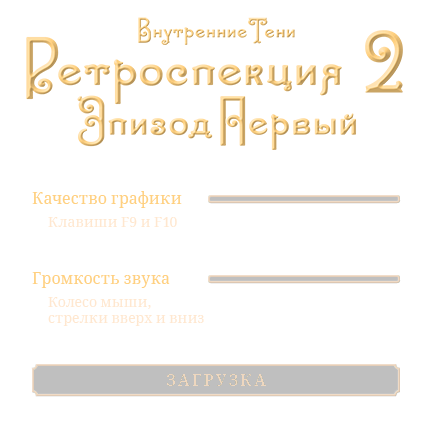 Внутренние Тени
Ретроспекция 2
Эпизод Первый
Качество графики
Клавиши F9 и F10
Громкость звука
Колесо мыши,
стрелки вверх и вниз
ЗАГРУЗКА